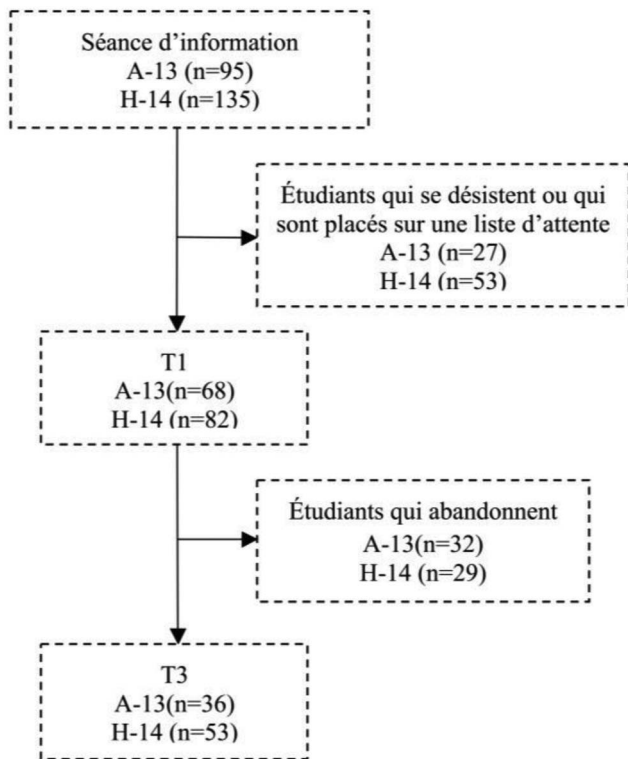 Séance d'information
A-13 (n=95)
H-14 (n=135)
Étudiants qui se désistent ou qui
sont placés sur une liste d'attente
A-13 (n=27)
H-14 (n=53)
T1
A-13(n=68)
H-14 (n=82)
Étudiants qui abandonnent
A-13(n=32)
H-14 (n=29)
T3
A-13(n=36)
H-14 (n=53)